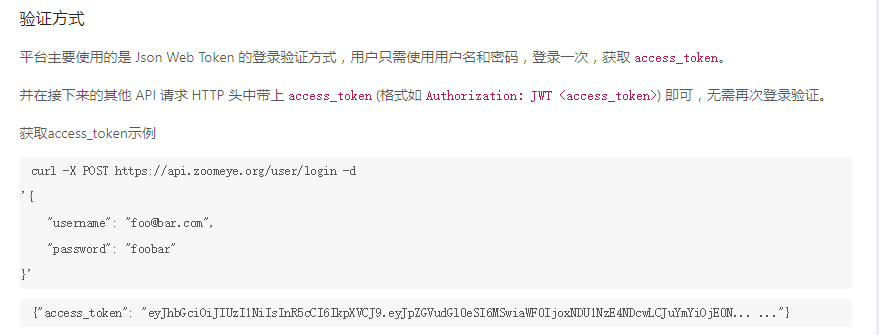 验证方式
平台主要使用的是 Json Web Token 的登录验证方式，用户只需使用用户名和密码，登录一次，获取 access_token。
并在接下来的其他 API 请求 HTTP 头中带上 access_token (格式如 Authorization: JWT <access_token>) 即可，无需再次登录验证。
获取access_token示例
curl -X POST https://api.zoomeye.org/user/login -d
'{
"username": "foo@bar.com",
"password": "foobar"
}'
{"access_token": "eyJhbGciOiJIUzI1NiIsInR5cCI6IkpXVCJ9.eyJpZGVudGl0eSI6MSwiaWF0IjoxNDU1NzE4NDcwLCJuYmYiOjE0N... ..."}